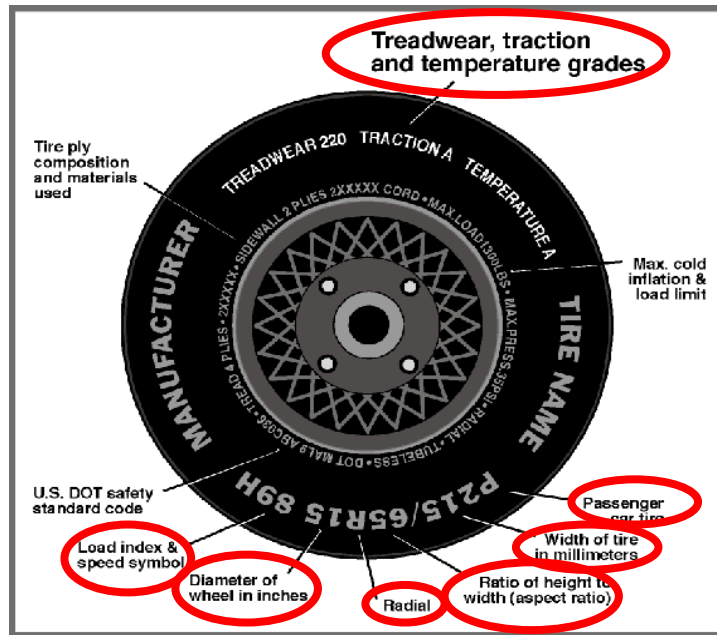 Treadwear, traction
and temperature grades
Tire ply
composition
and materials
used
TREADWEAR 220 TRACTION A TEMPERATURE A
SIDEWALL 2 PLIES 2XXXXX CORD • MAX. LOAD 1300LBS • MAX.PRESS.35PSI • RADIAL - TUBELESS • DOT MAL9 ABC036 • TREAD 4 PLIES • 2XXXXX •
MANUFACTURER
TIRE NAME
Max. cold
inflation &
load limit
P215/65R15 89H
U.S. DOT safety
standard code
Load index &
speed symbol
Diameter of
wheel in inches
Radial
Ratio of height to
width (aspect ratio)
Width of tire
in millimeters
Passenger
car tire